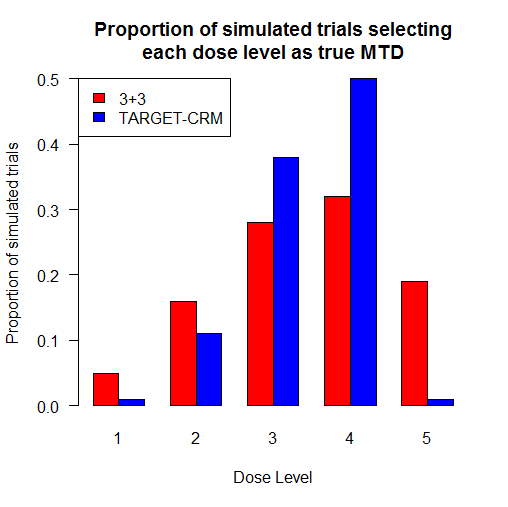 Proportion of simulated trials selecting
each dose level as true MTD
Proportion of simulated trials
0.5
0.4
0.3
0.2
0.1
0.0
3+3
TARGET-CRM
1 2 3 4 5
Dose Level